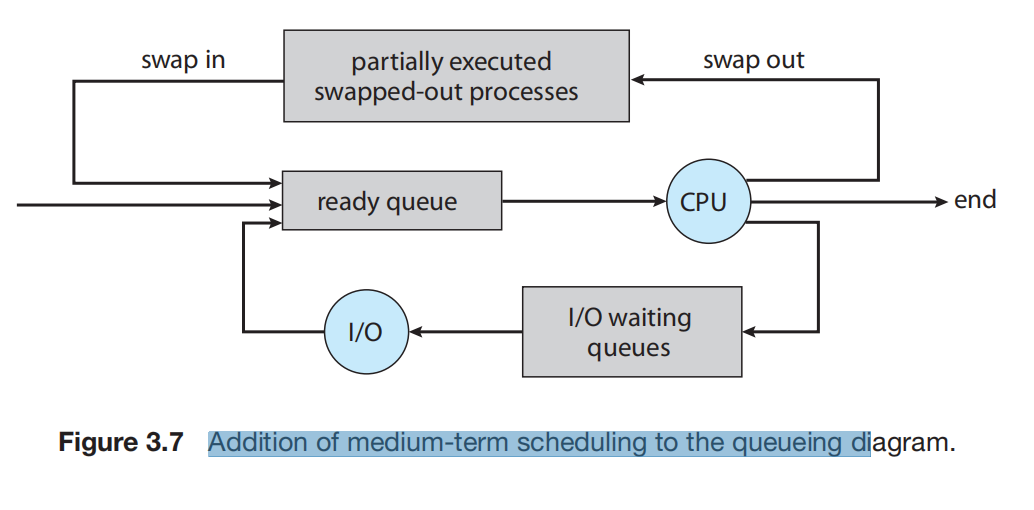 swap in
partially executed
swapped-out processes
swap out
ready queue
CPU
end
I/O
I/O waiting
queues
Figure 3.7 Addition of medium-term scheduling to the queueing diagram.